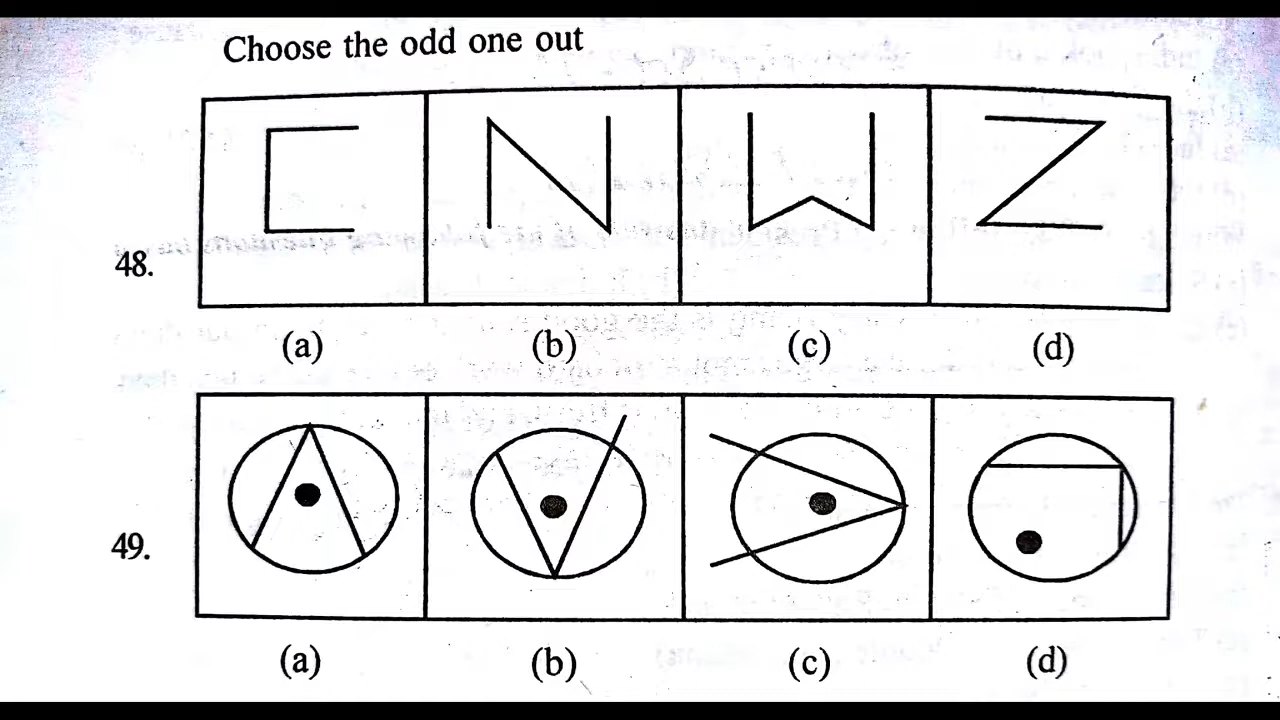 Choose the odd one out
48.
(a) (b) (c) (d)
49.
(a) (b) (c) (d)